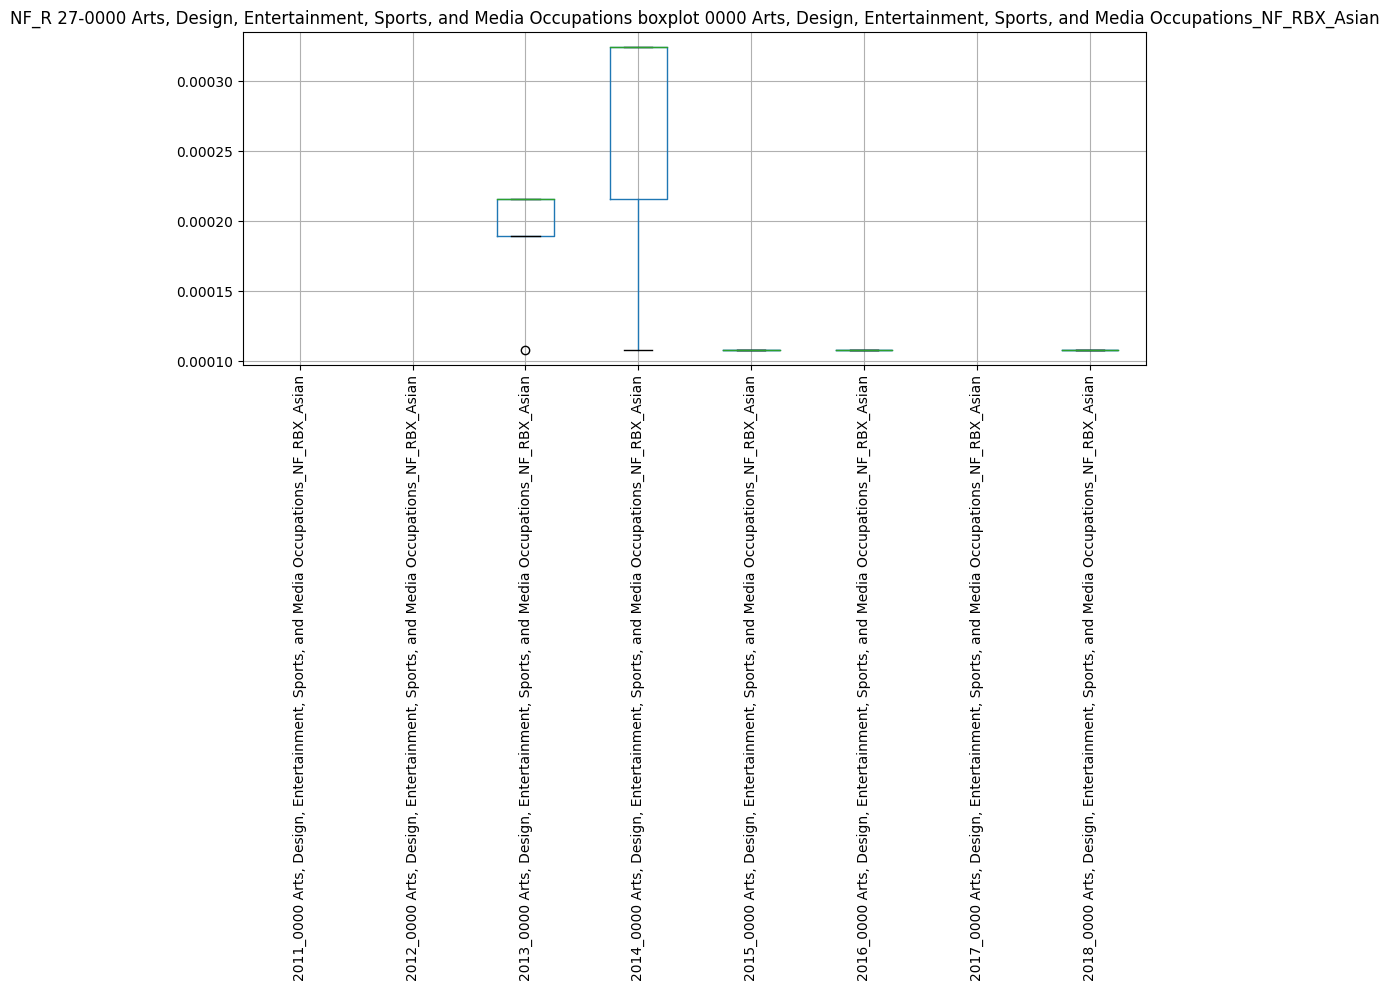 NF_R 27-0000 Arts, Design, Entertainment, Sports, and Media Occupations boxplot 0000 Arts, Design, Entertainment, Sports, and Media Occupations_NF_RBX_Asian
0.00030
0.00025
0.00020
0.00015
0.00010
2011_0000 Arts, Design, Entertainment, Sports, and Media Occupations_NF_RBX_Asian
2012_0000 Arts, Design, Entertainment, Sports, and Media Occupations_NF_RBX_Asian
2013_0000 Arts, Design, Entertainment, Sports, and Media Occupations_NF_RBX_Asian
2014_0000 Arts, Design, Entertainment, Sports, and Media Occupations_NF_RBX_Asian
2015_0000 Arts, Design, Entertainment, Sports, and Media Occupations_NF_RBX_Asian
2016_0000 Arts, Design, Entertainment, Sports, and Media Occupations_NF_RBX_Asian
2017_0000 Arts, Design, Entertainment, Sports, and Media Occupations_NF_RBX_Asian
2018_0000 Arts, Design, Entertainment, Sports, and Media Occupations_NF_RBX_Asian